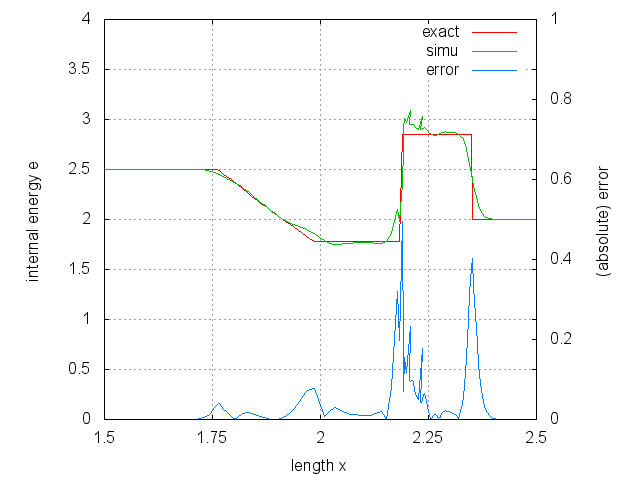 4
3.5
3
2.5
2
1.5
1
0.5
0
internal energy e
exact
simu
error
1
0.8
0.6
0.4
0.2
0
(absolute) error
1.5 1.75 2 2.25 2.5
length x